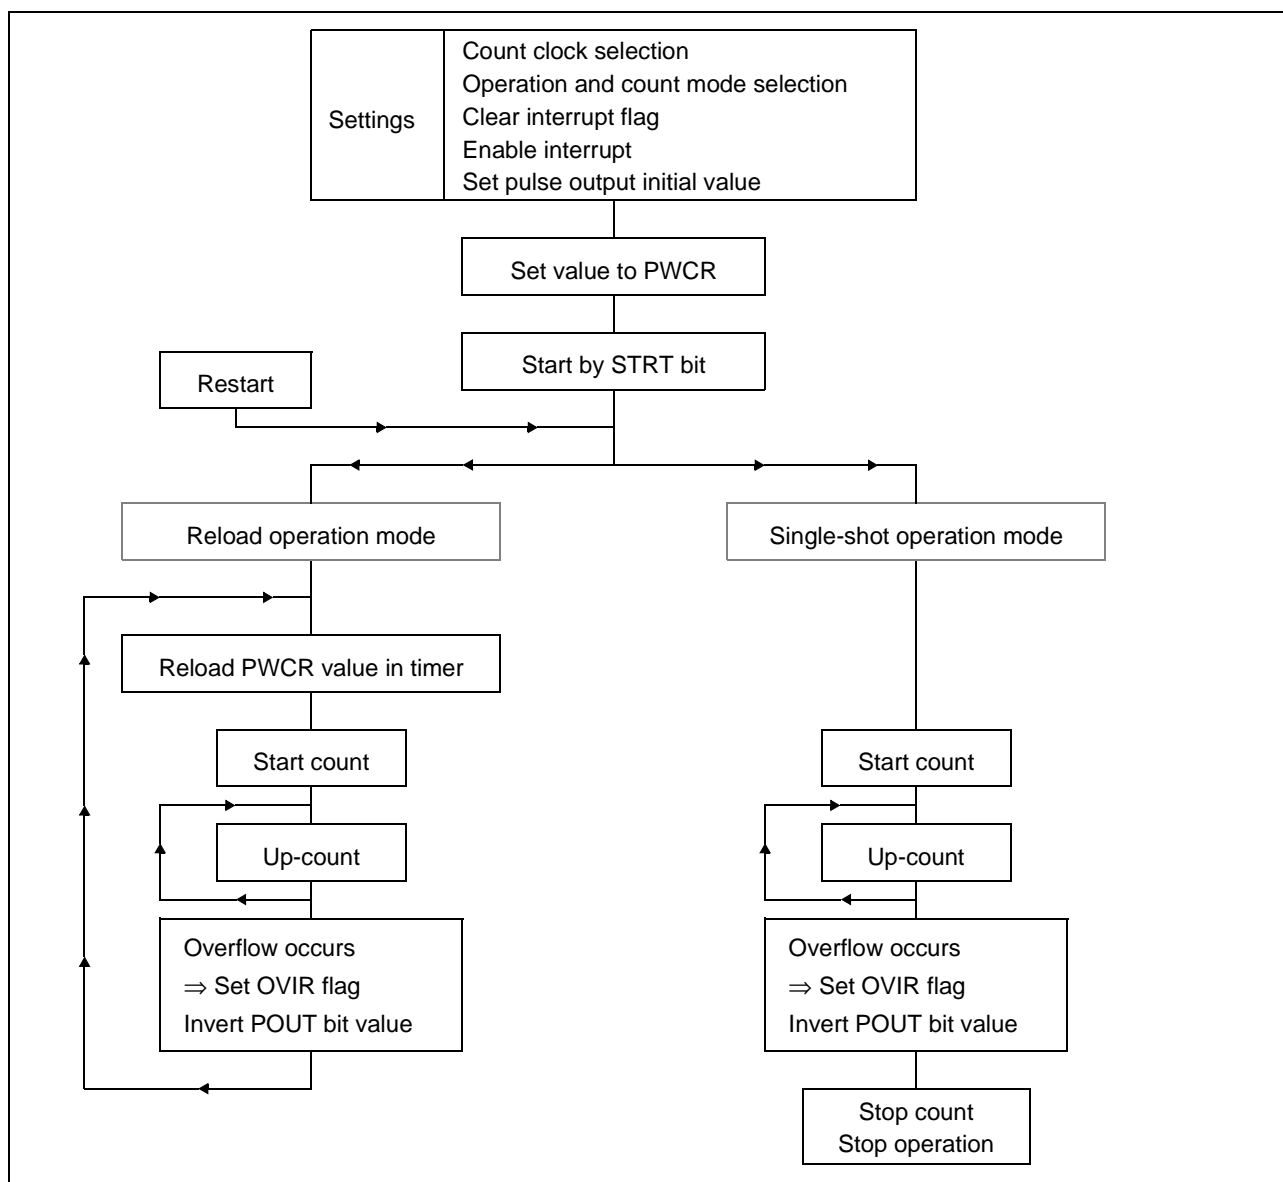 Settings
Count clock selection
Operation and count mode selection
Clear interrupt flag
Enable interrupt
Set pulse output initial value
Set value to PWCR
Start by STRT bit
Restart
Reload operation mode
Single-shot operation mode
Reload PWCR value in timer
Start count
Start count
Up-count
Up-count
Overflow occurs
⇒ Set OVIR flag
Invert POUT bit value
Overflow occurs
⇒ Set OVIR flag
Invert POUT bit value
Stop count
Stop operation